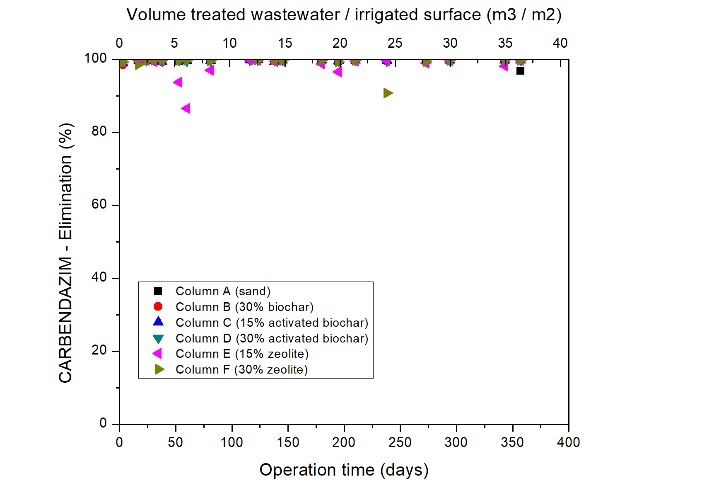 Volume treated wastewater / irrigated surface (m3 / m2)
0 5 10 15 20 25 30 35 40
CARBENDAZIM - Elimination (%)
100
80
60
40
20
0
Column A (sand)
Column B (30% biochar)
Column C (15% activated biochar)
Column D (30% activated biochar)
Column E (15% zeolite)
Column F (30% zeolite)
0 50 100 150 200 250 300 350 400
Operation time (days)